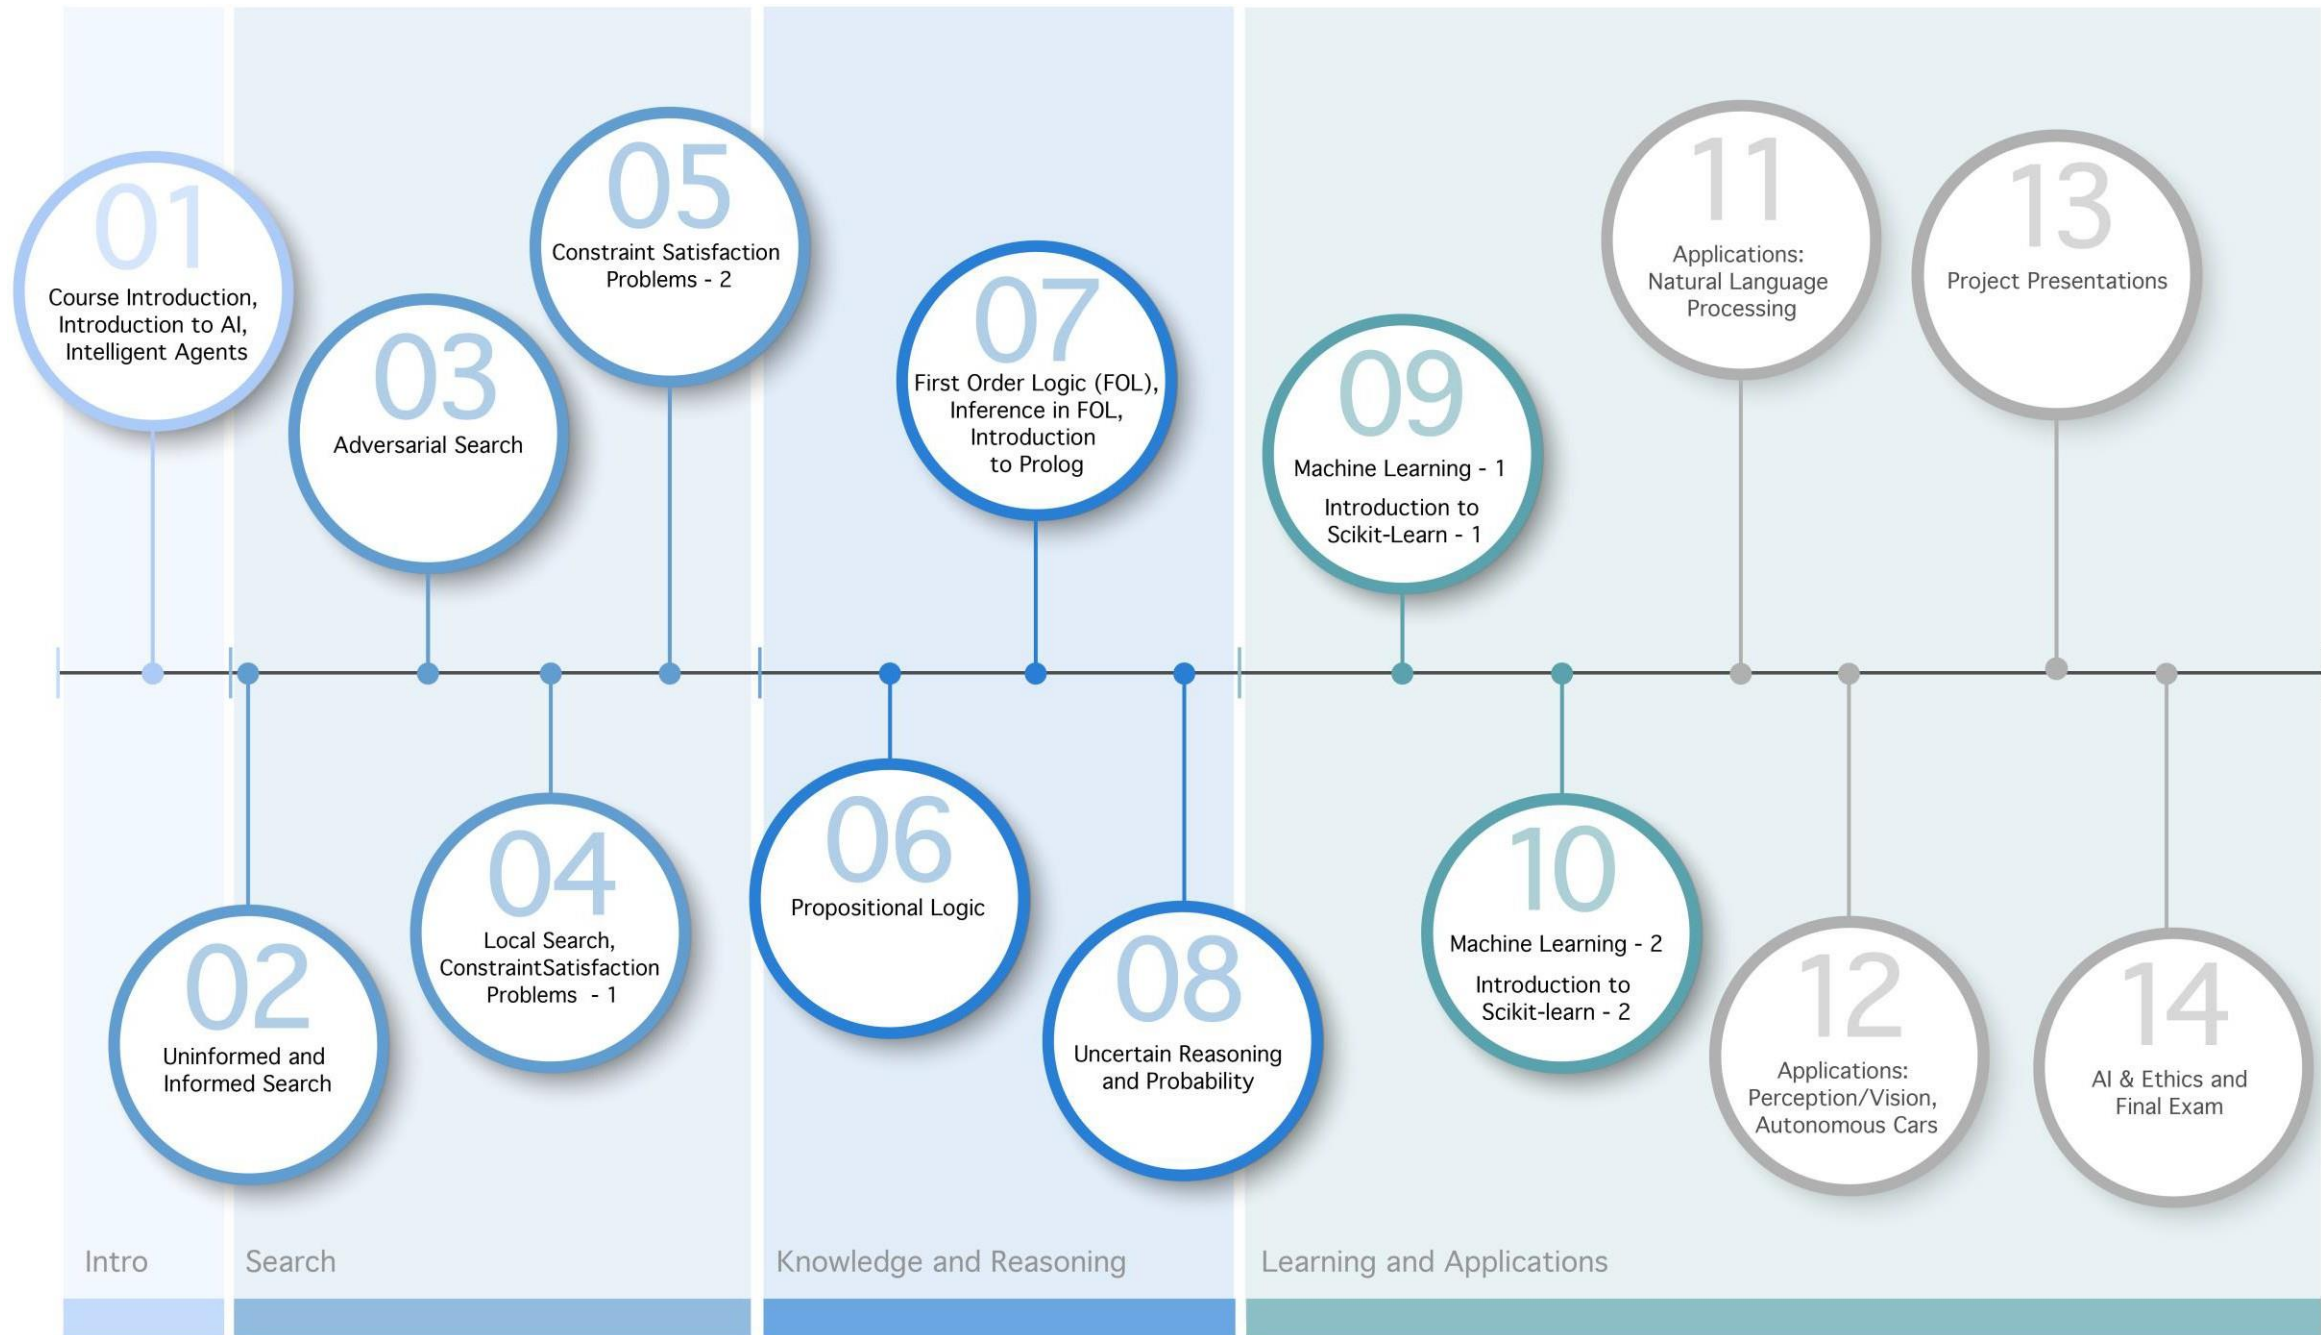 01
Course Introduction,
Introduction to AI,
Intelligent Agents
02
Uninformed and
Informed Search
03
Adversarial Search
04
Local Search,
ConstraintSatisfaction
Problems - 1
05
Constraint Satisfaction
Problems - 2
06
Propositional Logic
07
First Order Logic (FOL),
Inference in FOL,
Introduction
to Prolog
08
Uncertain Reasoning
and Probability
09
Machine Learning - 1
Introduction to
Scikit-Learn - 1
10
Machine Learning - 2
Introduction to
Scikit-learn - 2
11
Applications:
Natural Language
Processing
12
Applications:
Perception/Vision,
Autonomous Cars
13
Project Presentations
14
AI & Ethics and
Final Exam
Intro
Search
Knowledge and Reasoning
Learning and Applications